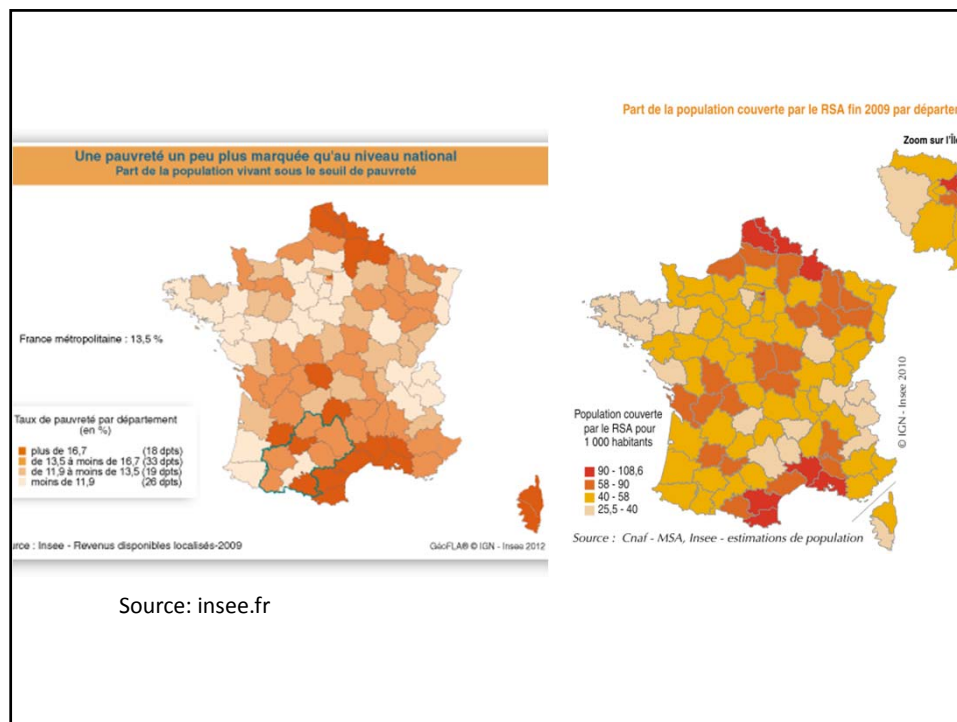 Une pauvreté un peu plus marquée qu'au niveau national
Part de la population vivant sous le seuil de pauvreté
France métropolitaine : 13,5 %
Taux de pauvreté par département
(en %)
plus de 16,7 (18 dpts)
de 13,5 à moins de 16,7 (33 dpts)
de 11,9 à moins de 13,5 (19 dpts)
moins de 11,9 (26 dpts)
urce : Insee - Revenus disponibles localisés-2009
GéoFLA® © IGN - Insee 2012
Source: insee.fr
Part de la population couverte par le RSA fin 2009 par départe
Zoom sur l'Îl
Population couverte
par le RSA pour
1 000 habitants
90 - 108,6
58 - 90
40 - 58
25,5 - 40
© IGN - Insee 2010
Source : Cnaf - MSA, Insee - estimations de population